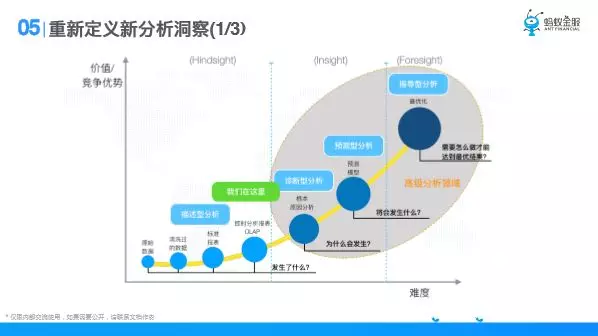 05|重新定义新分析洞察(1/3)
蚂蚁金服
ANT FINANCIAL
价值/
竞争优势
(Hindsight)
(Insight)
(Foresight)
指导型分析
最优化
预测型分析
需要怎么做才能
达到最优结果?
预测
模型
诊断型分析
高级分析领域
我们在这里
根本
原因分析
将会发生什么?
描述型分析
即时分析报表
OLAP
标准
报表
清洗过
的数据
原始
数据
为什么会发生?
发生了什么?
难度
* 仅限内部交流使用，如果需要公开，请联系文档作者